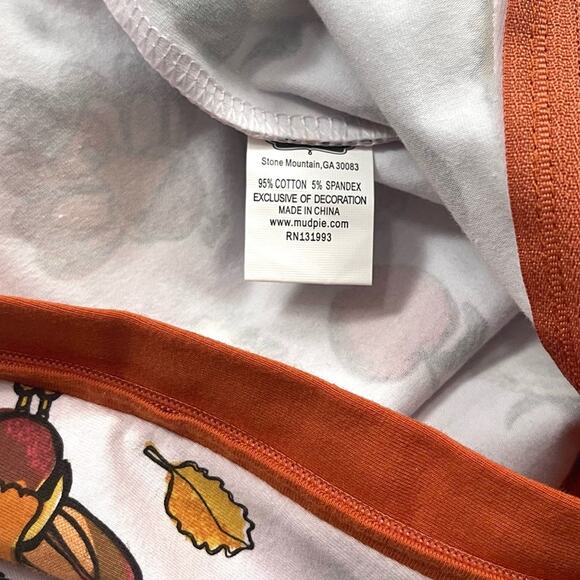 Stone Mountain,GA 30083
95% COTTON 5% SPANDEX
EXCLUSIVE OF DECORATION
MADE IN CHINA
www.mudpie.com
RN131993